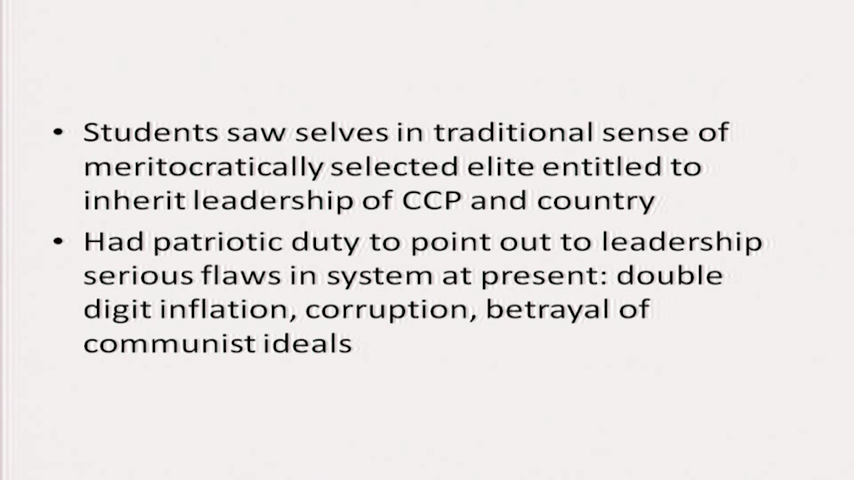 • Students saw selves in traditional sense of
meritocratically selected elite entitled to
inherit leadership of CCP and country
• Had patriotic duty to point out to leadership
serious flaws in system at present: double
digit inflation, corruption, betrayal of
communist ideals